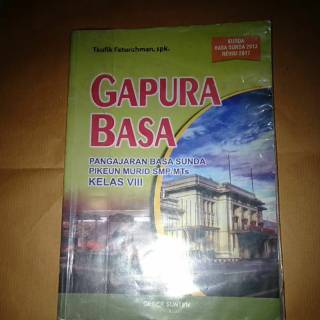 Taufik Faturohman, spk.
KURDA
BASA SUNDA 2013
REVISI 2017
GAPURA
BASA
PANGAJARAN BASA SUNDA
PIKEUN MURID SMP/MTs
KELAS VIII